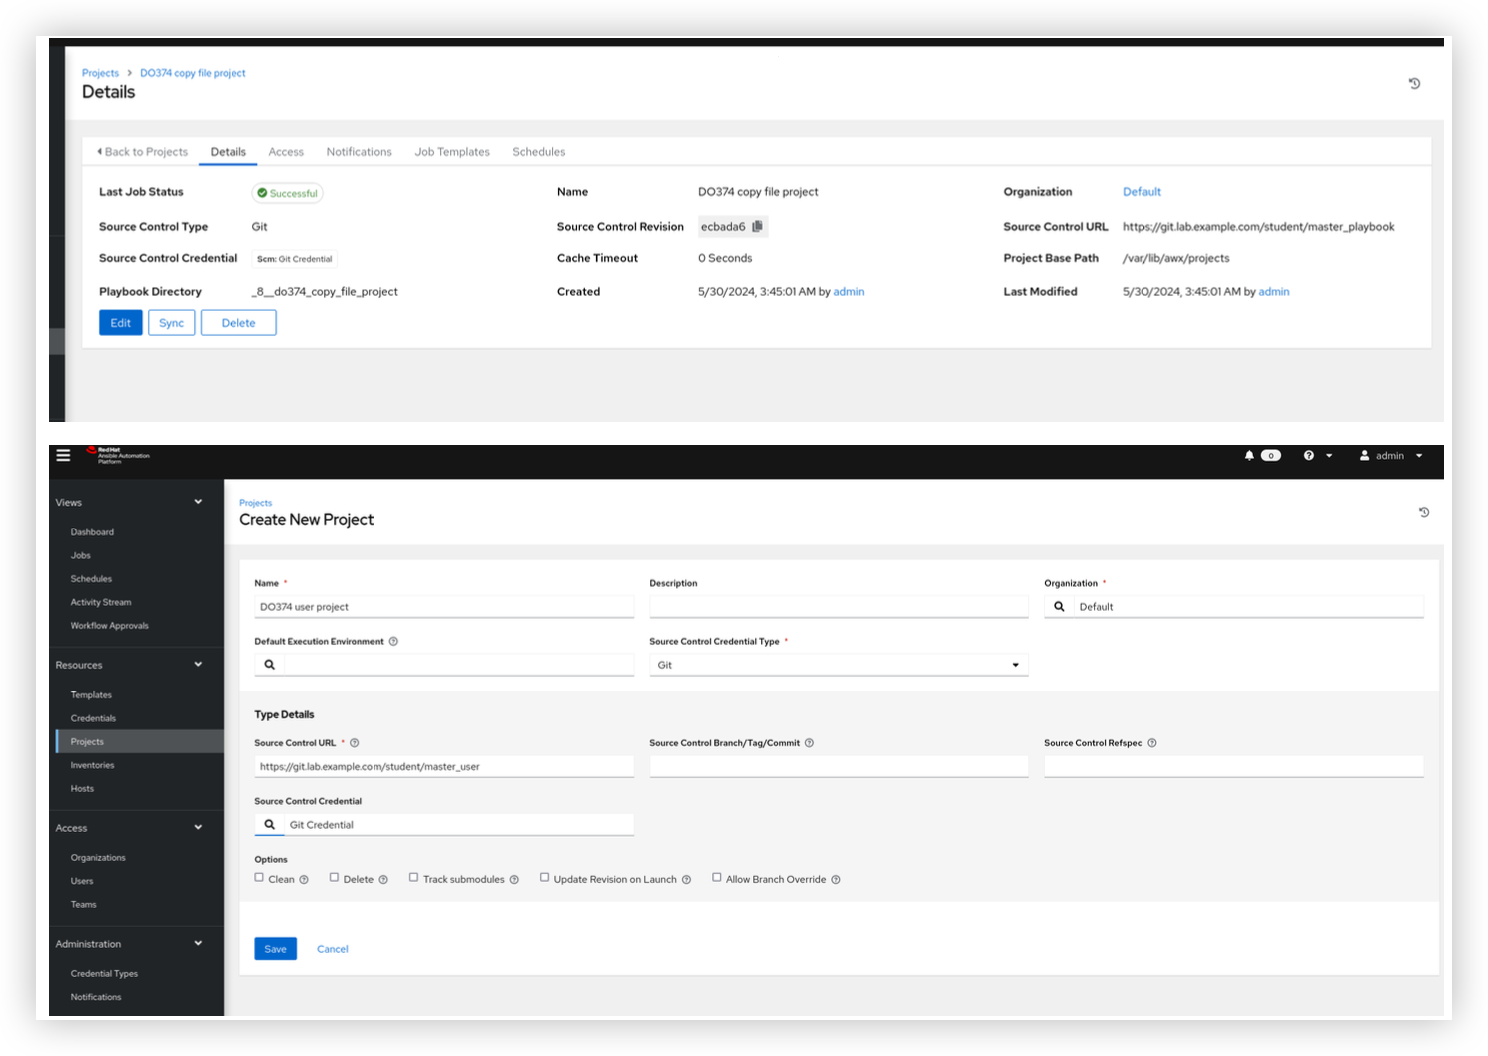 Projects > DO374 copy file project
Details
Back to Projects Details Access Notifications Job Templates Schedules
Last Job Status Successful Name DO374 copy file project Organization Default
Source Control Type Git Source Control Revision ecbada6 Source Control URL https://git.lab.example.com/student/master_playbook
Source Control Credential Scm: Git Credential Cache Timeout 0 Seconds Project Base Path /var/lib/awx/projects
Playbook Directory _8__do374_copy_file_project Created 5/30/2024, 3:45:01 AM by admin Last Modified 5/30/2024, 3:45:01 AM by admin
Edit Sync Delete
Red Hat
Ansible Automation
Platform
0 admin
Views
Dashboard
Jobs
Schedules
Activity Stream
Workflow Approvals
Resources
Templates
Credentials
Projects
Inventories
Hosts
Access
Organizations
Users
Teams
Administration
Credential Types
Notifications
Projects
Create New Project
Name * Description Organization *
DO374 user project Default
Default Execution Environment Source Control Credential Type *
Git
Type Details
Source Control URL * Source Control Branch/Tag/Commit Source Control Refspec
https://git.lab.example.com/student/master_user
Source Control Credential
Git Credential
Options
Clean Delete Track submodules Update Revision on Launch Allow Branch Override
Save Cancel